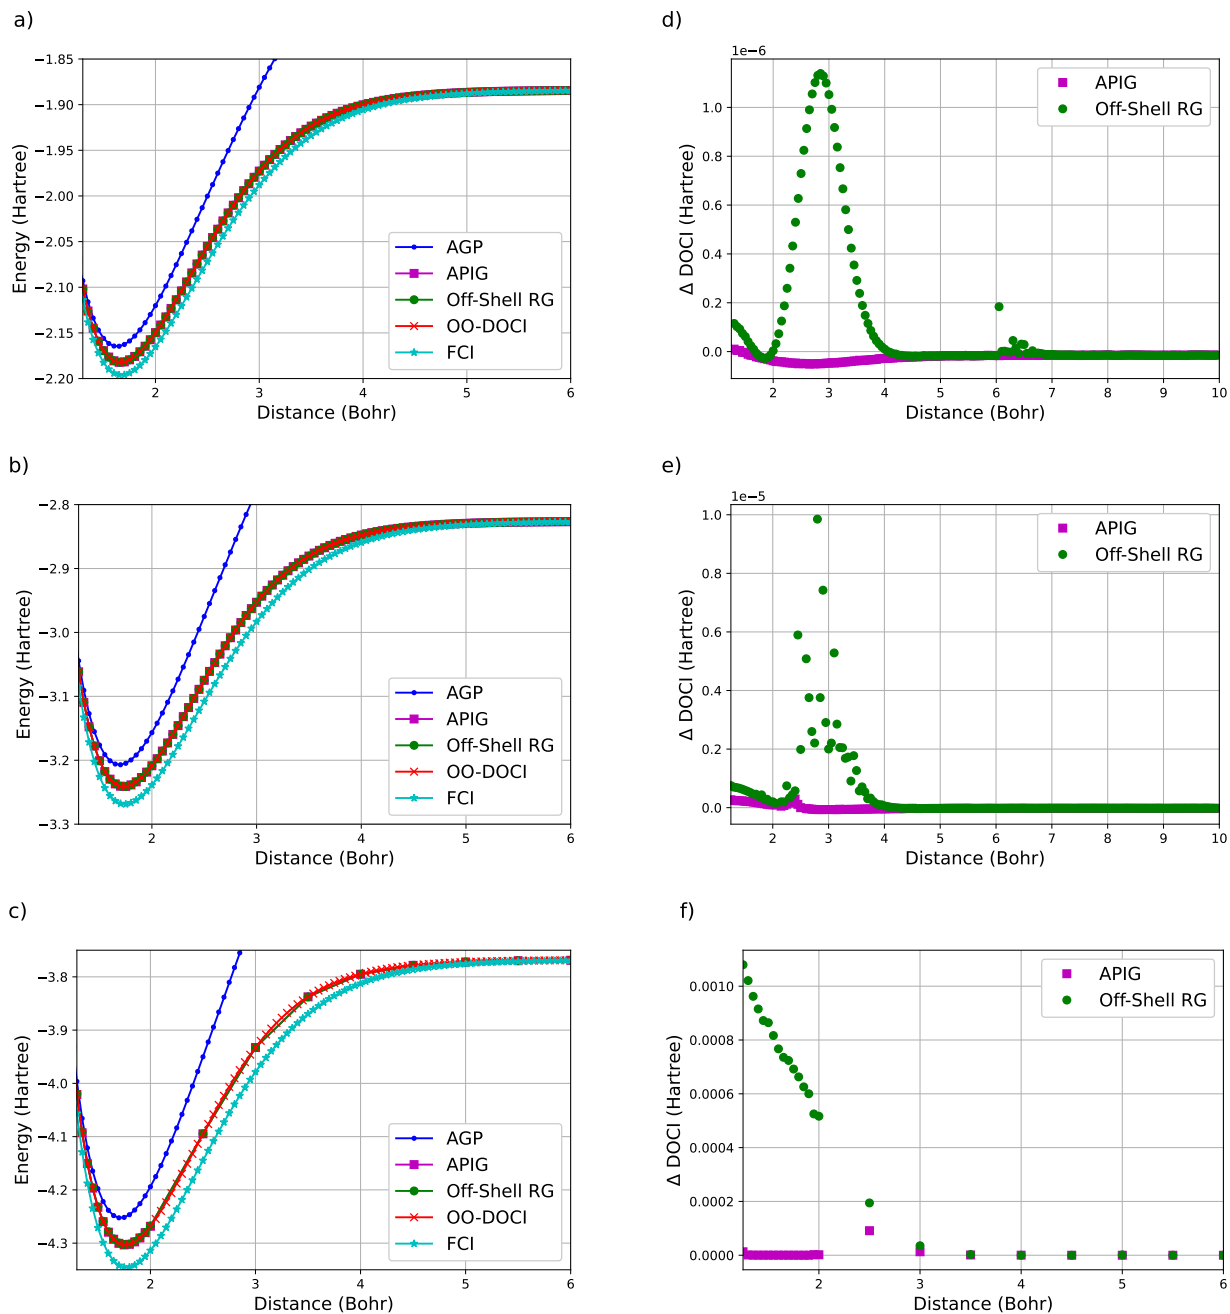 a)
−1.85
−1.90
−1.95
−2.00
−2.05
−2.10
−2.15
−2.20
Energy (Hartree)
AGP
APIG
Off-Shell RG
OO-DOCI
FCI
2 3 4 5 6
Distance (Bohr)
d)
1e−6
1.0
0.8
0.6
0.4
0.2
0.0
Δ DOCI (Hartree)
APIG
Off-Shell RG
2 3 4 5 6 7 8 9 10
Distance (Bohr)
b)
−2.8
−2.9
−3.0
−3.1
−3.2
−3.3
Energy (Hartree)
AGP
APIG
Off-Shell RG
OO-DOCI
FCI
2 3 4 5 6
Distance (Bohr)
e)
1e−5
1.0
0.8
0.6
0.4
0.2
0.0
Δ DOCI (Hartree)
APIG
Off-Shell RG
2 3 4 5 6 7 8 9 10
Distance (Bohr)
c)
−3.8
−3.9
−4.0
−4.1
−4.2
−4.3
Energy (Hartree)
AGP
APIG
Off-Shell RG
OO-DOCI
FCI
2 3 4 5 6
Distance (Bohr)
f)
0.0010
0.0008
0.0006
0.0004
0.0002
0.0000
Δ DOCI (Hartree)
APIG
Off-Shell RG
2 3 4 5 6
Distance (Bohr)